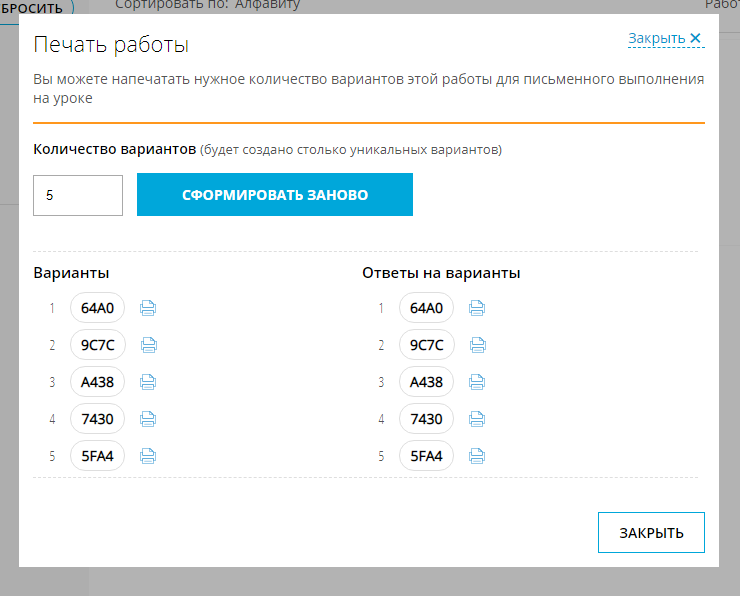 БРОСИТЬ
Сортировать по: Алфавиту
Работ
Печать работы
Закрыть ✕
Вы можете напечатать нужное количество вариантов этой работы для письменного выполнения
на уроке
Количество вариантов (будет создано столько уникальных вариантов)
5
СФОРМИРОВАТЬ ЗАНОВО
Варианты
Ответы на варианты
1 64A0
1 64A0
2 9C7C
2 9C7C
3 A438
3 A438
4 7430
4 7430
5 5FA4
5 5FA4
ЗАКРЫТЬ